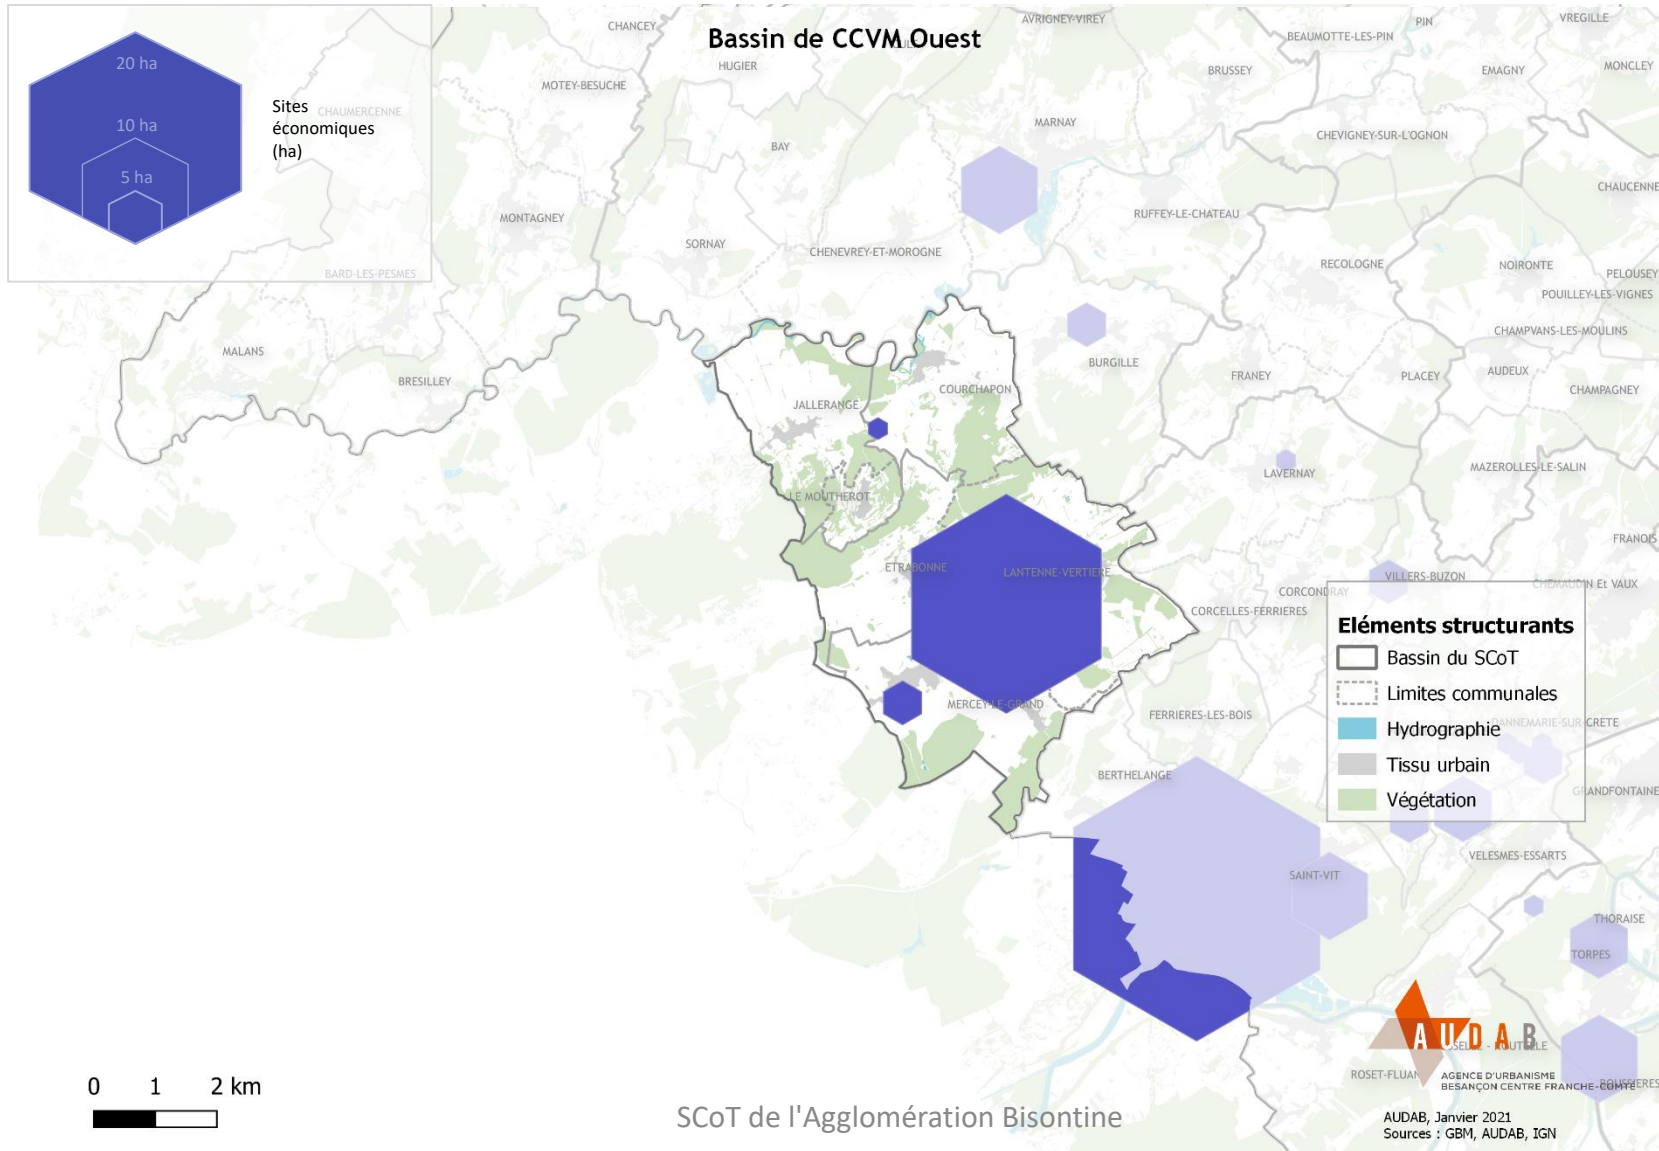 Bassin de CCVM Ouest
20 ha
10 ha
5 ha
Sites
économiques
(ha)
CHAUMERCENNE
BARD-LES-PESMES
CHANCEY
HUGIER
MOTEY-BESUCHE
AVRIGNEY-VIREY
PIN
VREGILLE
BEAUMOTTE-LES-PIN
BRUSSEY
EMAGNY
MONCLEY
MARNAY
CHEVIGNEY-SUR-L'OGNON
BAY
CHAUCENNE
MONTAGNEY
RUFFEY-LE-CHATEAU
SORNAY
CHENEVREY-ET-MOROGNE
RECOLOGNE
NOIRONTE
PELOUSEY
POUILLEY-LES-VIGNES
CHAMPVANS-LES-MOULINS
MALANS
BRESILLEY
BURGILLE
FRANEY
PLACEY
AUDEUX
CHAMPAGNEY
COURCHAPON
JALLERANGE
LAVERNAY
MAZEROLLES-LE-SALIN
LE MOUTHEROT
FRANOIS
ETRABONNE
LANTENNE-VERTIERE
VILLERS-BUZON
CHEMAUDIN Et VAUX
CORCONDRAY
CORCELLES-FERRIERES
MERCEY-LE-GRAND
FERRIERES-LES-BOIS
DANNEMARIE-SUR-CRETE
BERTHELANGE
GRANDFONTAINE
VELESMES-ESSARTS
SAINT-VIT
THORAISE
TORPES
ROSET-FLUAN
BOUSSIERES
Eléments structurants
Bassin du SCoT
Limites communales
Hydrographie
Tissu urbain
Végétation
0 1 2 km
SCoT de l'Agglomération Bisontine
AUDAB
AGENCE D'URBANISME
BESANÇON CENTRE FRANCHE-COMTÉ
AUDAB, Janvier 2021
Sources : GBM, AUDAB, IGN